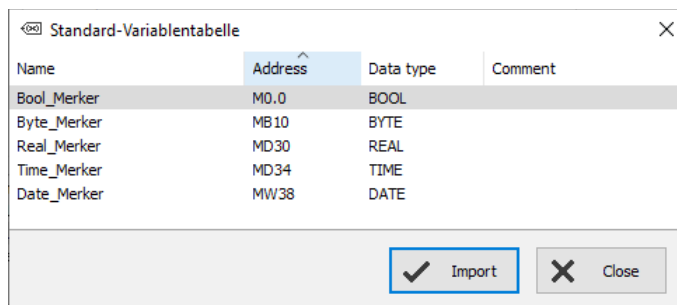 Standard-Variablentabelle
Name Address Data type Comment
Bool_Merker M0.0 BOOL
Byte_Merker MB10 BYTE
Real_Merker MD30 REAL
Time_Merker MD34 TIME
Date_Merker MW38 DATE
Import Close